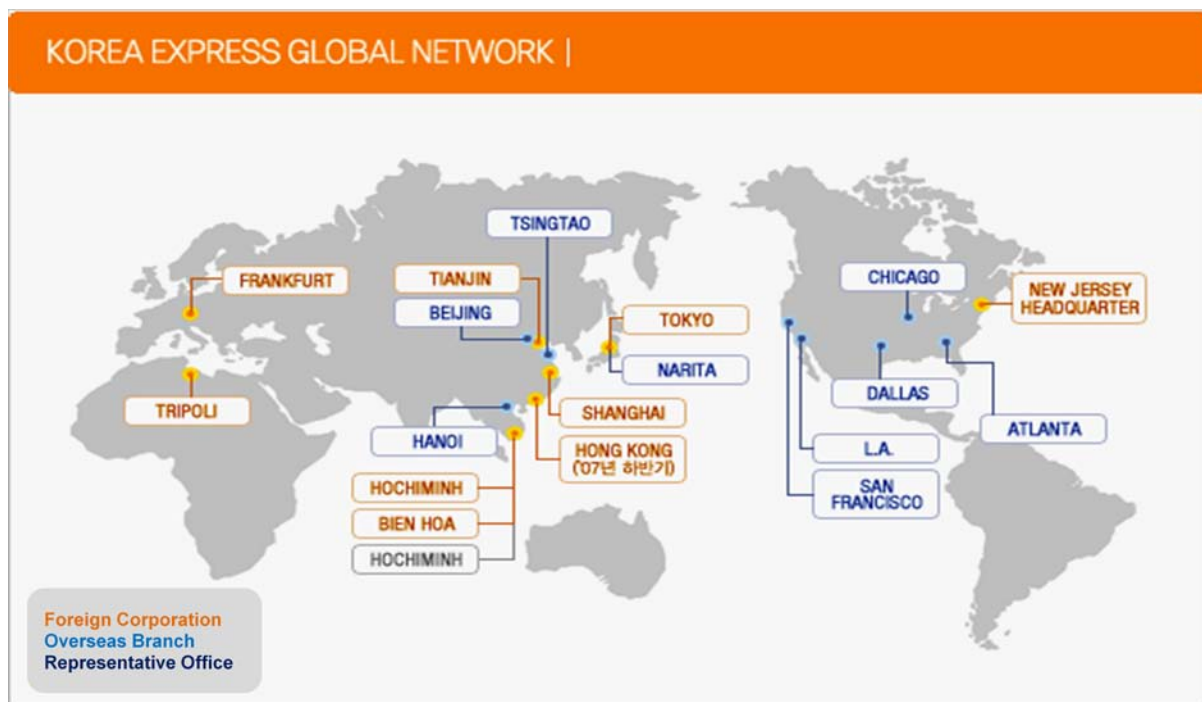 KOREA EXPRESS GLOBAL NETWORK |
TSINGTAO
FRANKFURT
TIANJIN
CHICAGO
NEW JERSEY
HEADQUARTER
BEIJING
TOKYO
NARITA
DALLAS
TRIPOLI
SHANGHAI
HANOI
ATLANTA
L.A.
HONG KONG
('07년 하반기)
HOCHIMINH
SAN
FRANCISCO
BIEN HOA
HOCHIMINH
Foreign Corporation
Overseas Branch
Representative Office